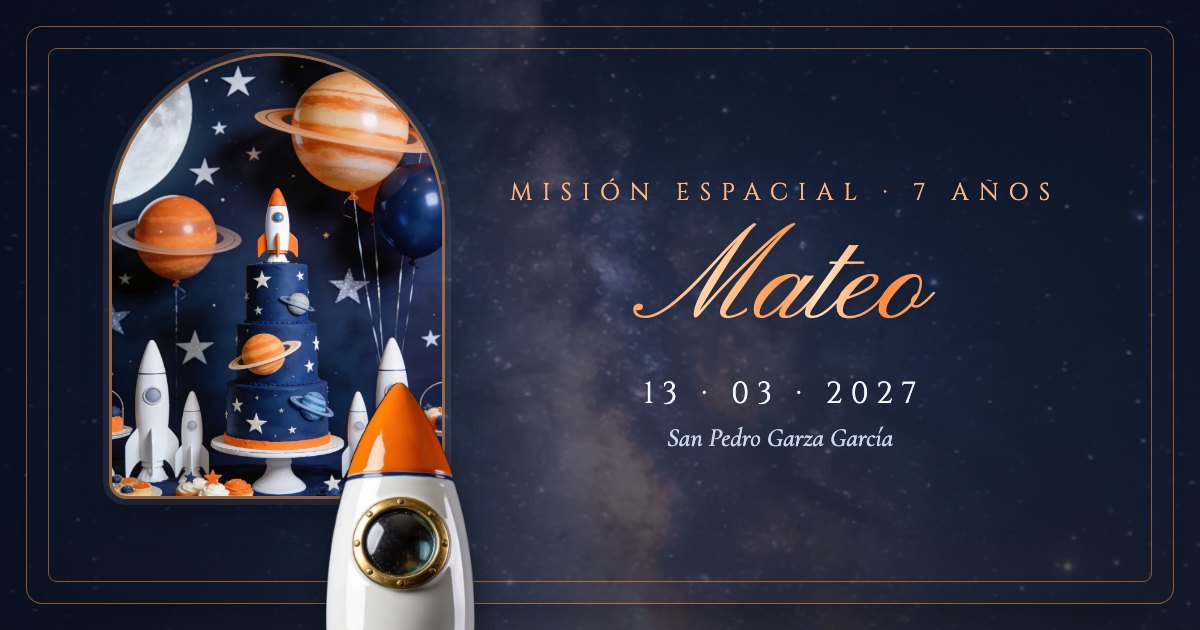 MISIÓN ESPACIAL · 7 AÑOS
Mateo
13 · 03 · 2027
San Pedro Garza García